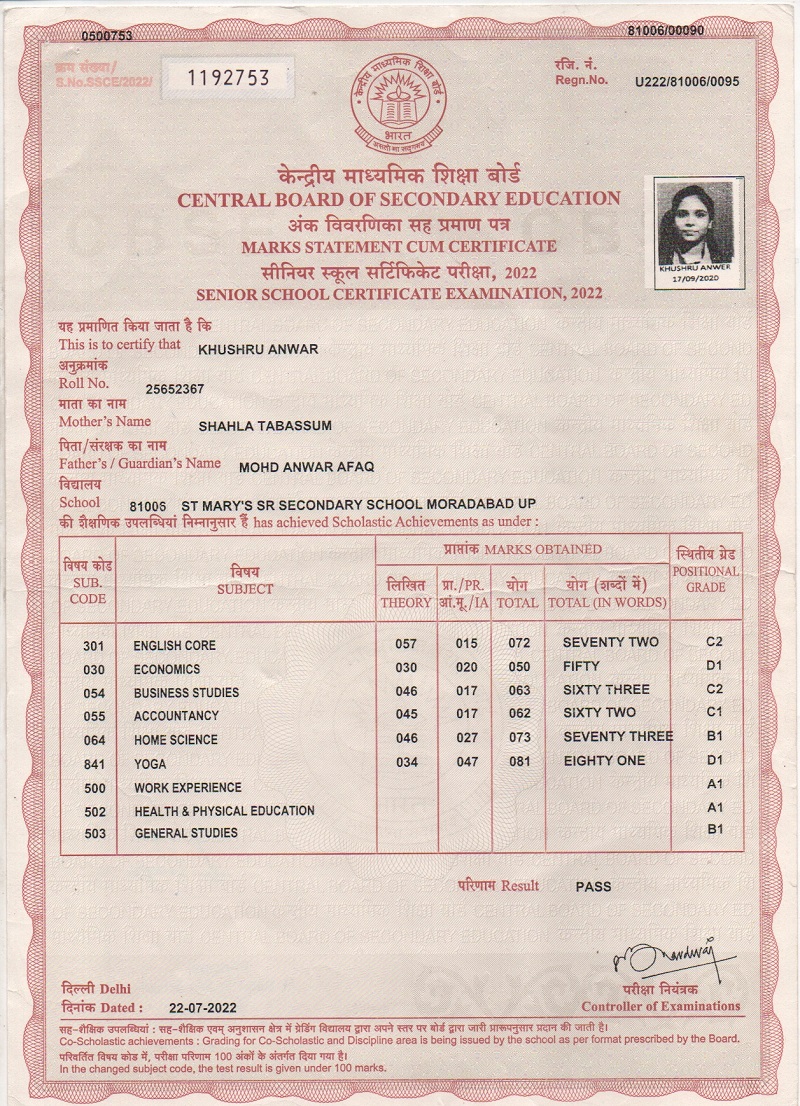 0500753
81006/00090
क्रम संख्या/
S.No.SSCE/2022/
1192753
रजि. नं.
Regn.No. U222/81006/0095
केन्द्रीय माध्यमिक शिक्षा बोर्ड
भारत
असतो मा सद्गमय
केन्द्रीय माध्यमिक शिक्षा बोर्ड
CENTRAL BOARD OF SECONDARY EDUCATION
अंक विवरणिका सह प्रमाण पत्र
MARKS STATEMENT CUM CERTIFICATE
सीनियर स्कूल सर्टिफिकेट परीक्षा, 2022
SENIOR SCHOOL CERTIFICATE EXAMINATION, 2022
KHUSHRU ANWER
17/09/2020
यह प्रमाणित किया जाता है कि
This is to certify that KHUSHRU ANWAR
अनुक्रमांक
Roll No. 25652367
माता का नाम
Mother's Name SHAHLA TABASSUM
पिता/संरक्षक का नाम
Father's / Guardian's Name MOHD ANWAR AFAQ
विद्यालय
School 81006 ST MARY'S SR SECONDARY SCHOOL MORADABAD UP
की शैक्षणिक उपलब्धियां निम्नानुसार हैं has achieved Scholastic Achievements as under :
विषय कोड SUB. CODE विषय SUBJECT प्राप्तांक MARKS OBTAINED स्थितीय ग्रेड POSITIONAL GRADE
लिखित प्रा./PR. योग योग (शब्दों में)
THEORY आं.मू./IA TOTAL TOTAL (IN WORDS)
301 ENGLISH CORE 057 015 072 SEVENTY TWO C2
030 ECONOMICS 030 020 050 FIFTY D1
054 BUSINESS STUDIES 046 017 063 SIXTY THREE C2
055 ACCOUNTANCY 045 017 062 SIXTY TWO C1
064 HOME SCIENCE 046 027 073 SEVENTY THREE B1
841 YOGA 034 047 081 EIGHTY ONE D1
500 WORK EXPERIENCE A1
502 HEALTH & PHYSICAL EDUCATION A1
503 GENERAL STUDIES B1
परिणाम Result PASS
दिल्ली Delhi
दिनांक Dated : 22-07-2022
परीक्षा नियंत्रक
Controller of Examinations
सह-शैक्षिक उपलब्धियां : सह-शैक्षिक एवम् अनुशासन क्षेत्र में ग्रेडिंग विद्यालय द्वारा अपने स्तर पर बोर्ड द्वारा जारी प्रारूपनुसार प्रदान की जाती है।
Co-Scholastic achievements : Grading for Co-Scholastic and Discipline area is being issued by the school as per format prescribed by the Board.
परिवर्तित विषय कोड में, परीक्षा परिणाम 100 अंकों के अंतर्गत दिया गया है।
In the changed subject code, the test result is given under 100 marks.